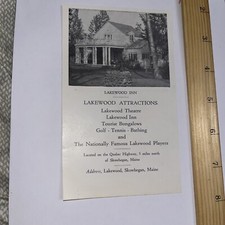 LAKEWOOD INN
LAKEWOOD ATTRACTIONS
Lakewood Theatre
Lakewood Inn
Tourist Bungalows
Golf - Tennis - Bathing
and
The Nationally Famous Lakewood Players
Located on the Quebec Highway, 5 miles north
of Skowhegan, Maine
Address, Lakewood, Skowhegan, Maine